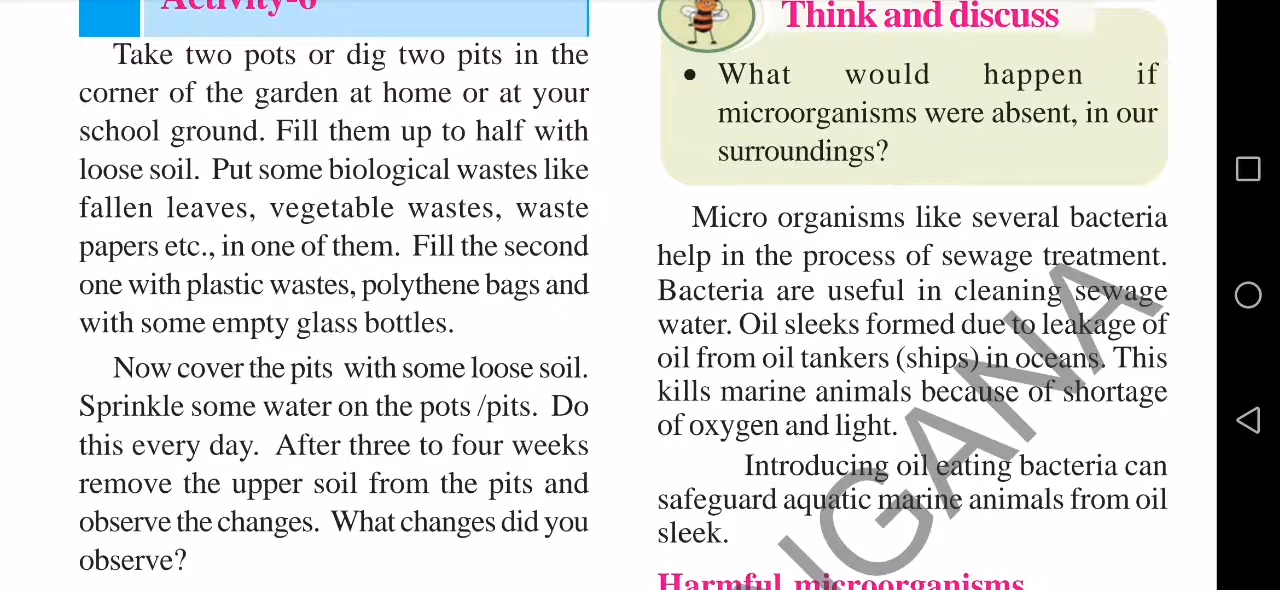 Activity-6
Take two pots or dig two pits in the
corner of the garden at home or at your
school ground. Fill them up to half with
loose soil. Put some biological wastes like
fallen leaves, vegetable wastes, waste
papers etc., in one of them. Fill the second
one with plastic wastes, polythene bags and
with some empty glass bottles.
Now cover the pits with some loose soil.
Sprinkle some water on the pots /pits. Do
this every day. After three to four weeks
remove the upper soil from the pits and
observe the changes. What changes did you
observe?
Think and discuss
• What would happen if
microorganisms were absent, in our
surroundings?
Micro organisms like several bacteria
help in the process of sewage treatment.
Bacteria are useful in cleaning sewage
water. Oil sleeks formed due to leakage of
oil from oil tankers (ships) in oceans. This
kills marine animals because of shortage
of oxygen and light.
Introducing oil eating bacteria can
safeguard aquatic marine animals from oil
sleek.
Harmful microorganisms
IGANA